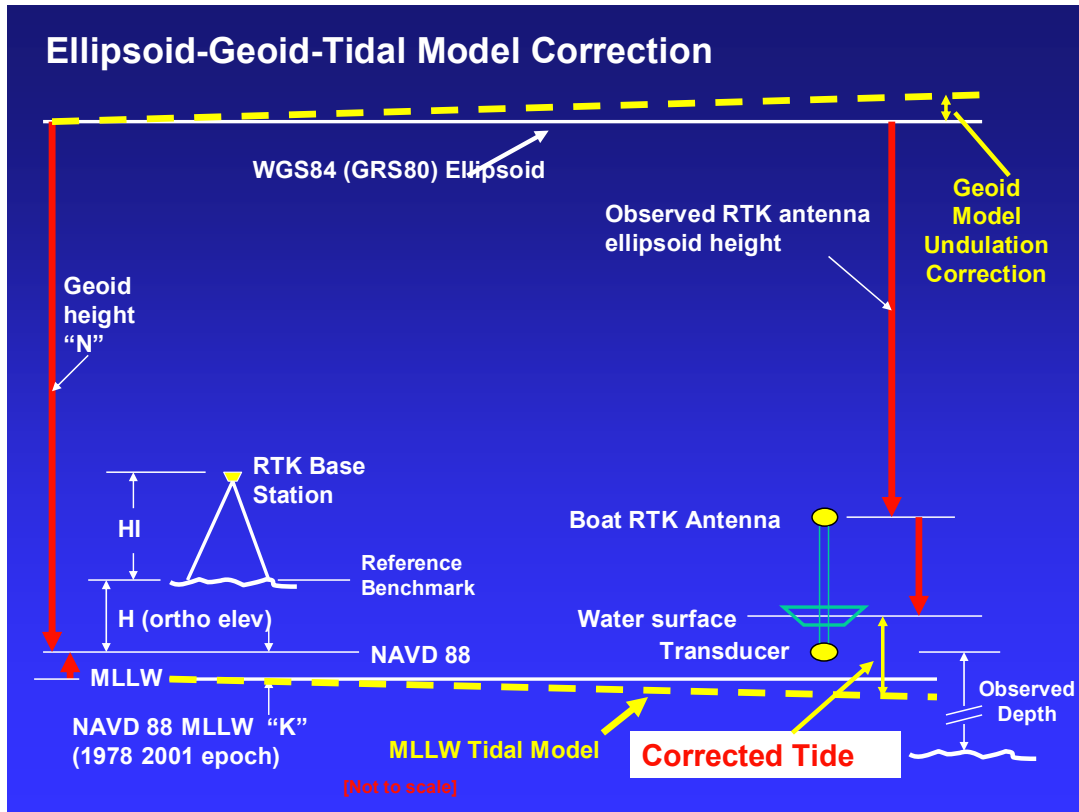 Ellipsoid-Geoid-Tidal Model Correction
WGS84 (GRS80) Ellipsoid
Observed RTK antenna
ellipsoid height
Geoid
Model
Undulation
Correction
Geoid
height
“N”
RTK Base
Station
HI
Boat RTK Antenna
Reference
Benchmark
H (ortho elev)
Water surface
NAVD 88
Transducer
MLLW
Observed
Depth
NAVD 88 MLLW “K”
(1978 2001 epoch)
MLLW Tidal Model
Corrected Tide
[Not to scale]